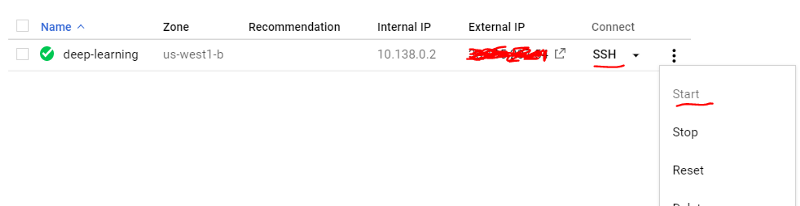 Name Zone Recommendation Internal IP External IP Connect
deep-learning us-west1-b 10.138.0.2 SSH
Start
Stop
Reset